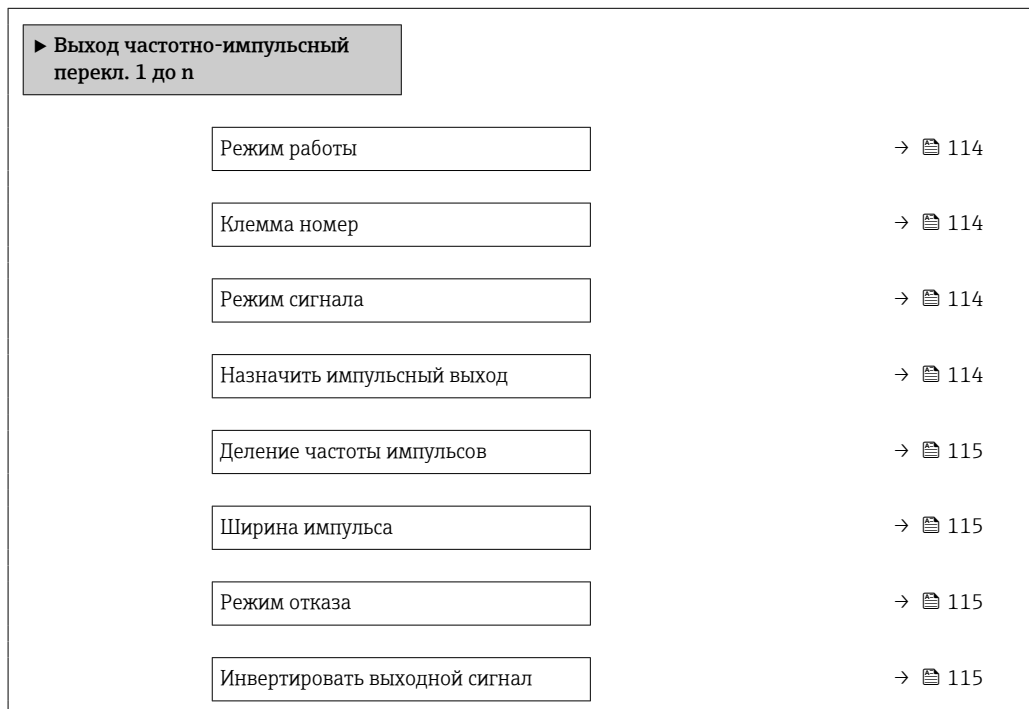 ▶ Выход частотно-импульсный
перекл. 1 до n
Режим работы → 114
Клемма номер → 114
Режим сигнала → 114
Назначить импульсный выход → 114
Деление частоты импульсов → 115
Ширина импульса → 115
Режим отказа → 115
Инвертировать выходной сигнал → 115